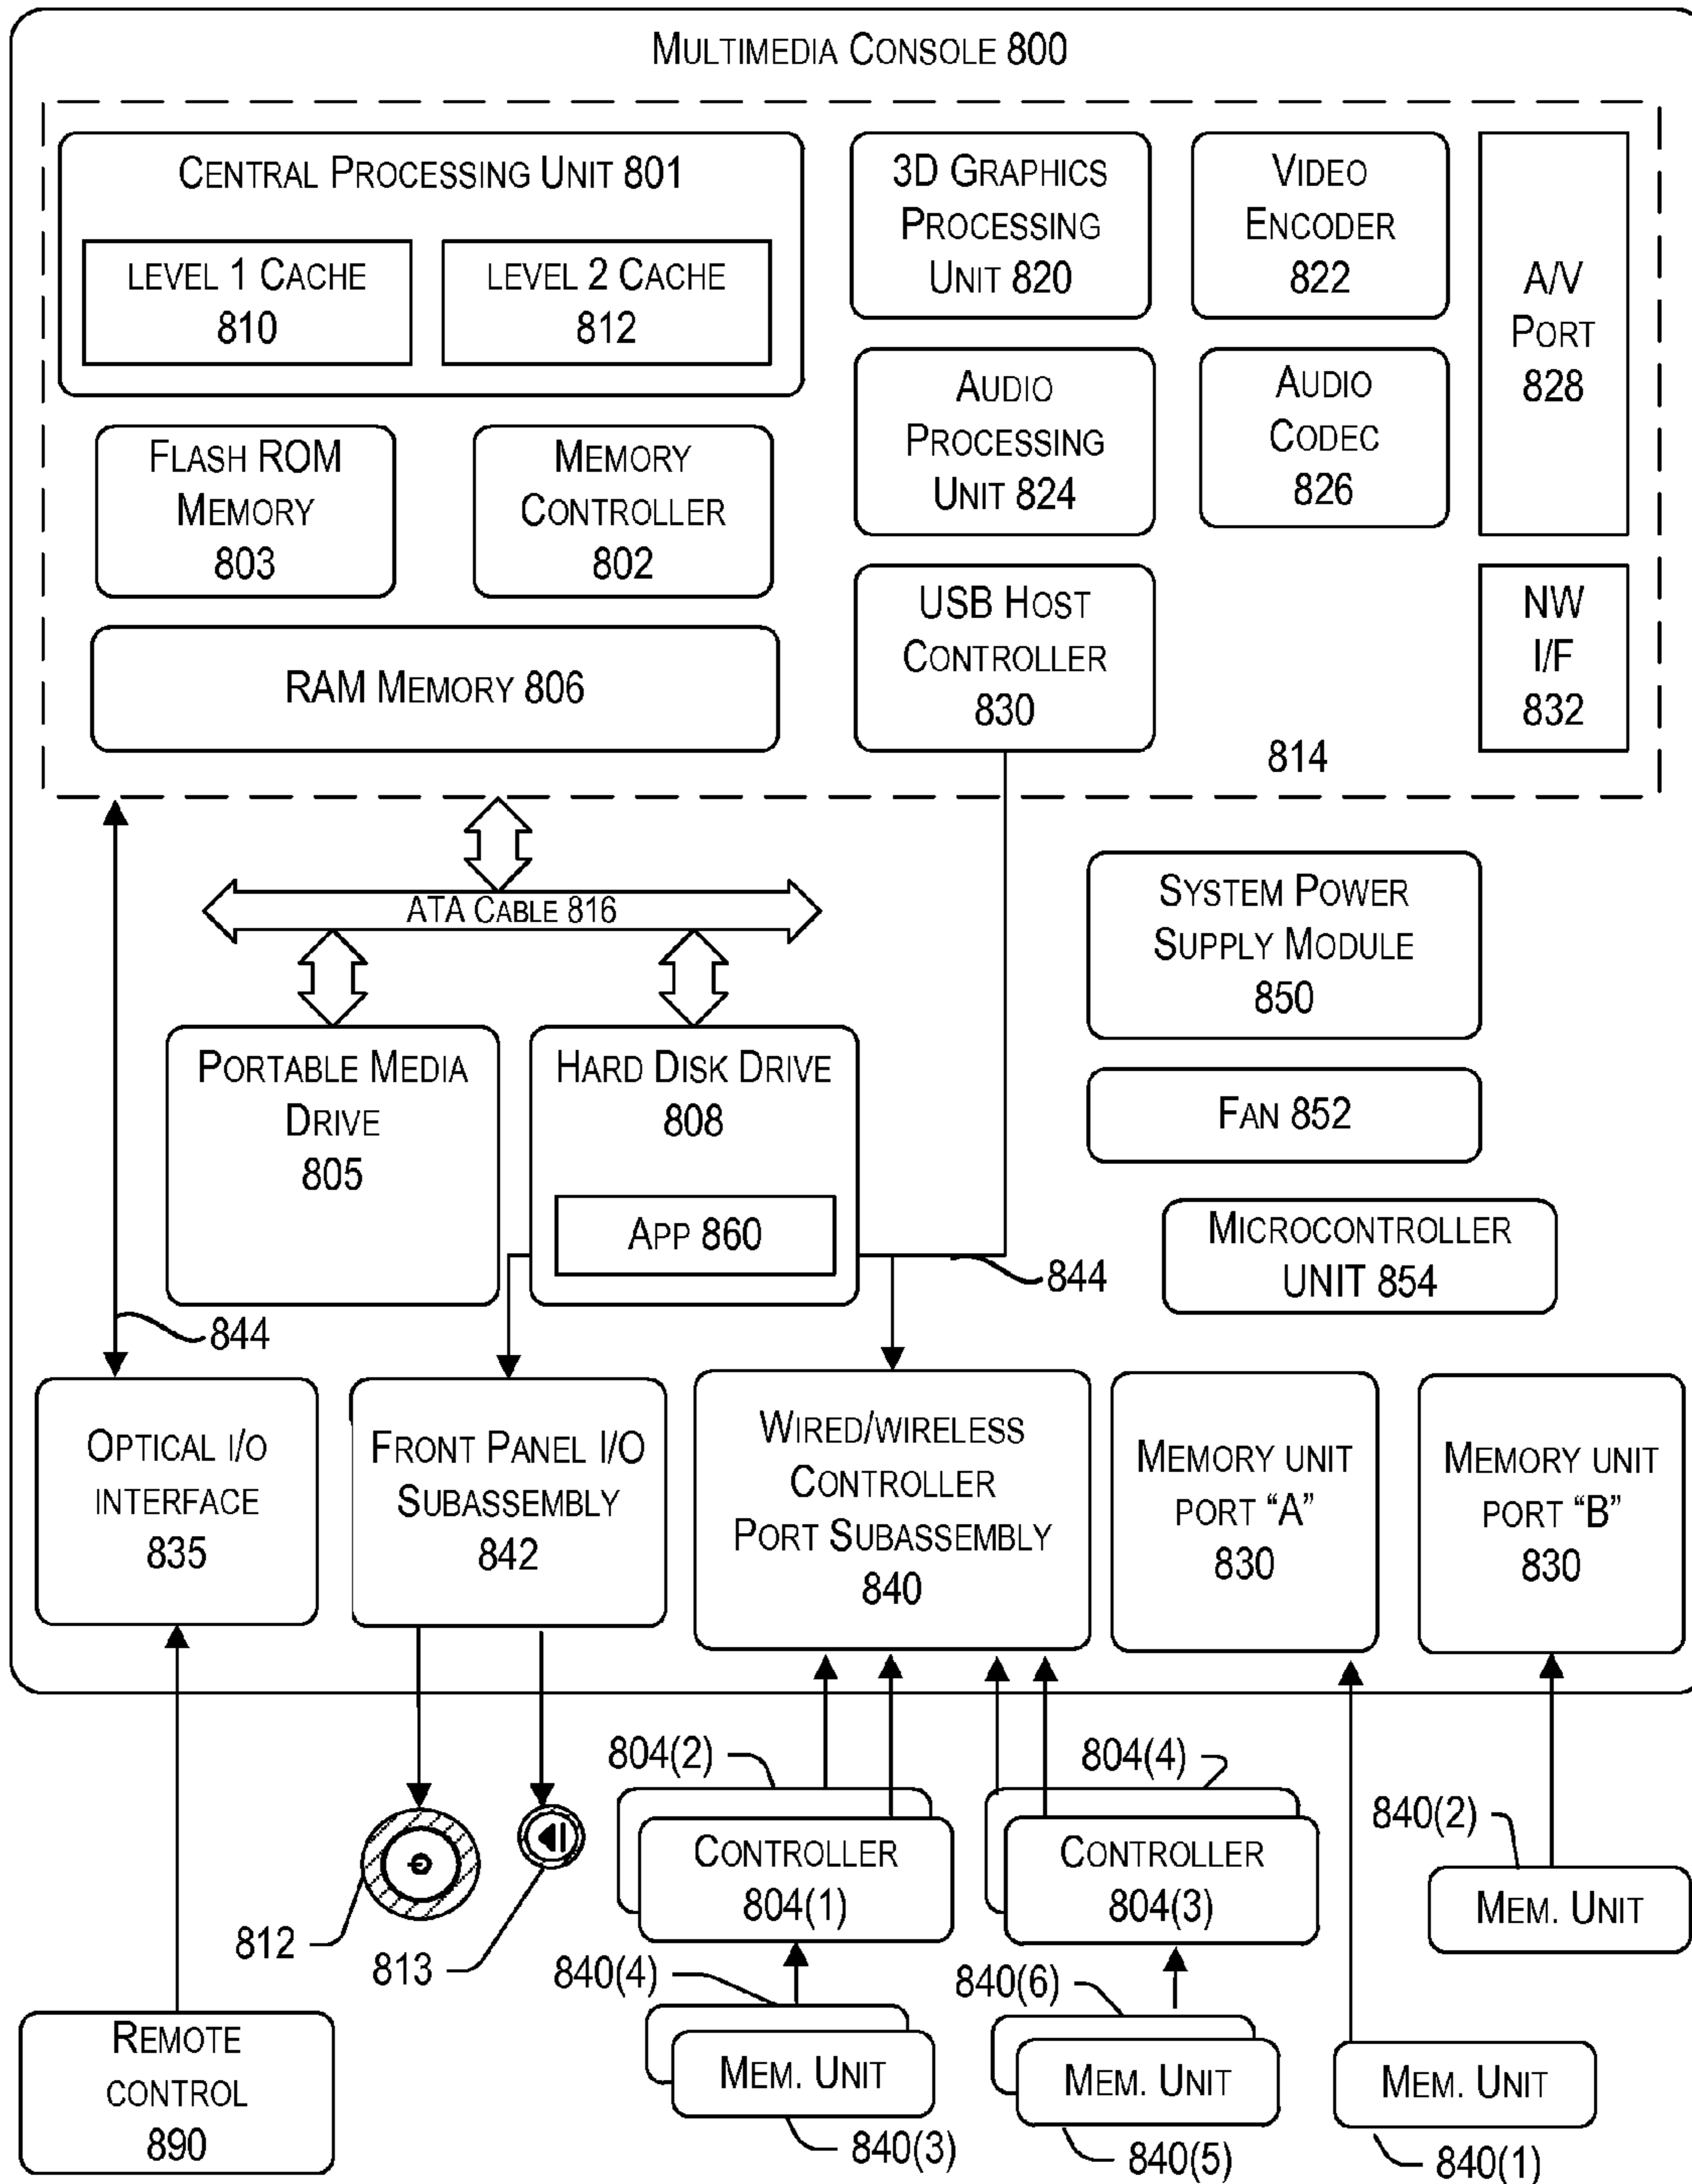 MULTIMEDIA CONSOLE 800
CENTRAL PROCESSING UNIT 801
LEVEL 1 CACHE
810
LEVEL 2 CACHE
812
3D GRAPHICS
PROCESSING
UNIT 820
VIDEO
ENCODER
822
A/V
PORT
828
AUDIO
PROCESSING
UNIT 824
AUDIO
CODEC
826
FLASH ROM
MEMORY
803
MEMORY
CONTROLLER
802
USB HOST
CONTROLLER
830
NW
I/F
832
RAM MEMORY 806
814
ATA CABLE 816
SYSTEM POWER
SUPPLY MODULE
850
PORTABLE MEDIA
DRIVE
805
HARD DISK DRIVE
808
APP 860
FAN 852
MICROCONTROLLER
UNIT 854
844
844
OPTICAL I/O
INTERFACE
835
FRONT PANEL I/O
SUBASSEMBLY
842
WIRED/WIRELESS
CONTROLLER
PORT SUBASSEMBLY
840
MEMORY UNIT
PORT “A”
830
MEMORY UNIT
PORT “B”
830
804(2)
804(4)
CONTROLLER
804(1)
CONTROLLER
804(3)
840(2)
MEM. UNIT
812
813
840(4)
840(6)
REMOTE
CONTROL
890
MEM. UNIT
840(3)
MEM. UNIT
840(5)
MEM. UNIT
840(1)